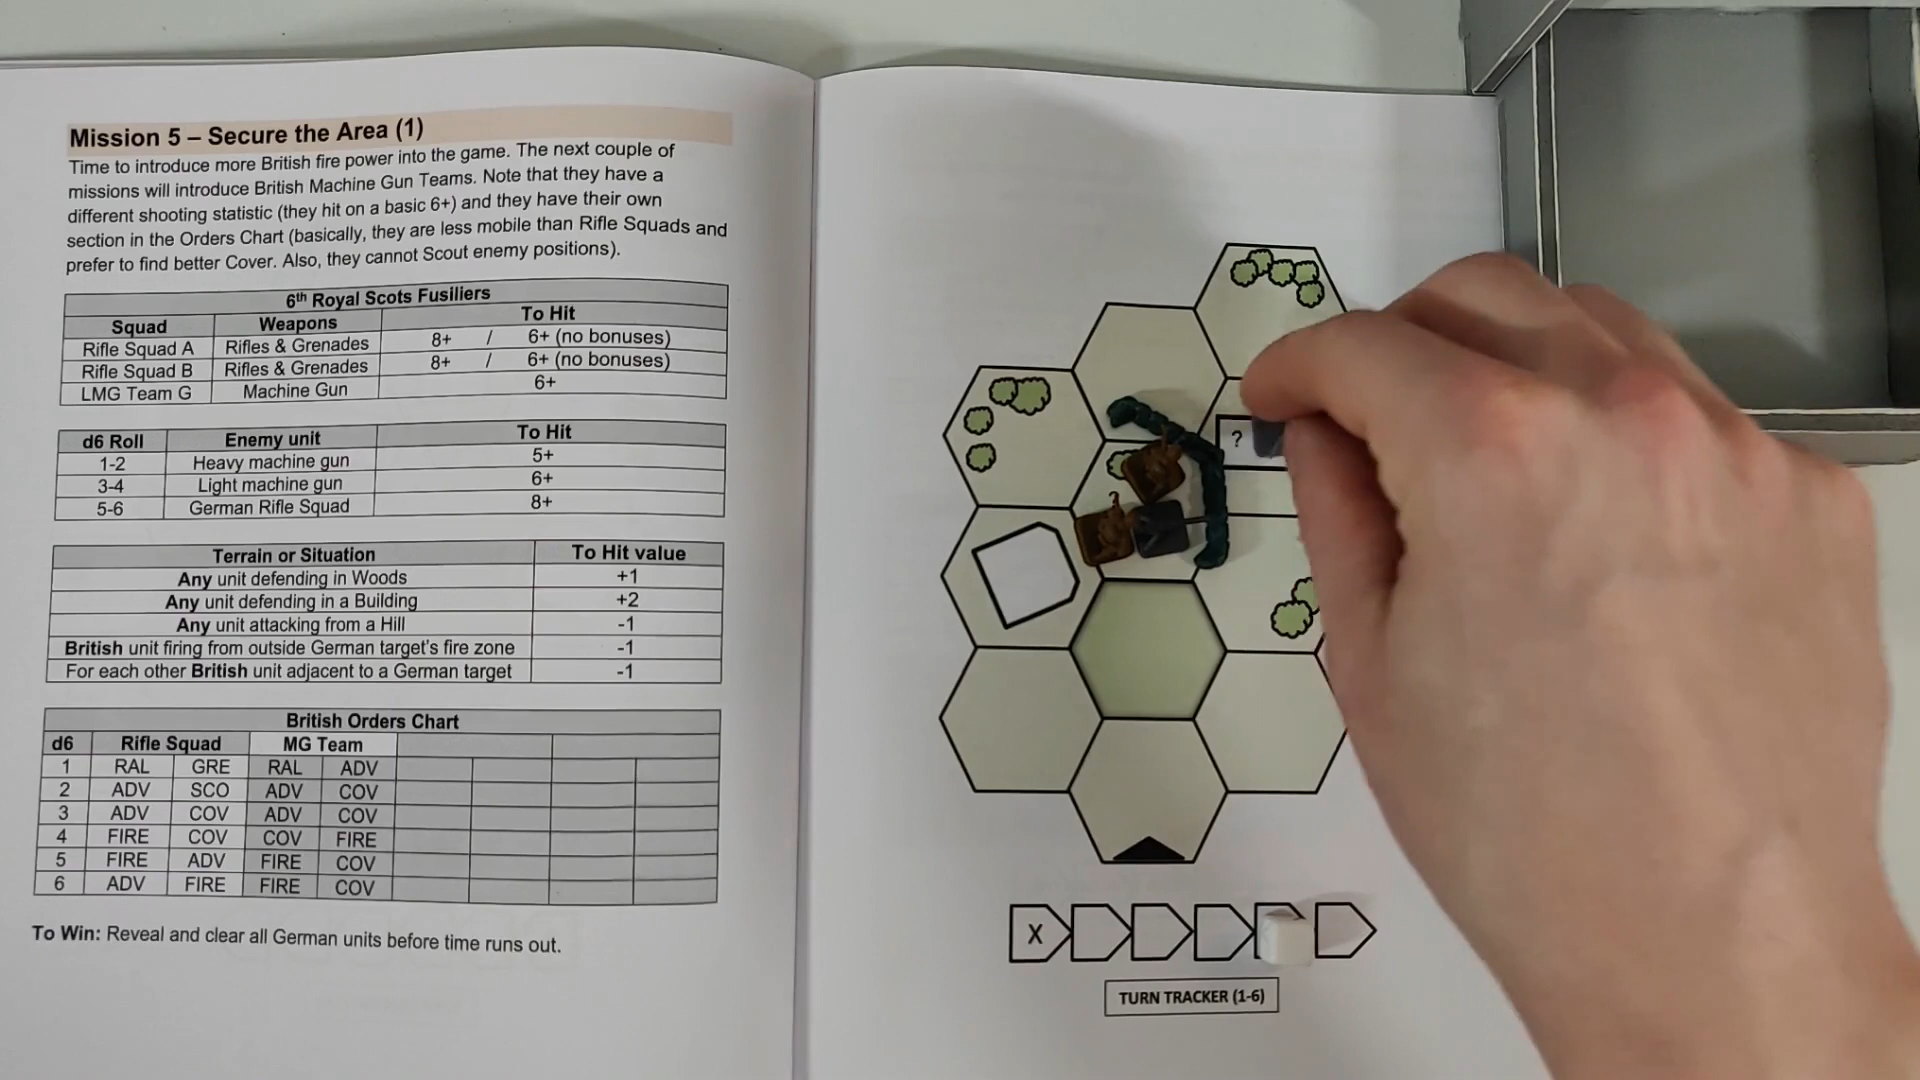 Mission 5 – Secure the Area (1)
Time to introduce more British fire power into the game. The next couple of
missions will introduce British Machine Gun Teams. Note that they have a
different shooting statistic (they hit on a basic 6+) and they have their own
section in the Orders Chart (basically, they are less mobile than Rifle Squads and
prefer to find better Cover. Also, they cannot Scout enemy positions).
6th Royal Scots Fusiliers
Squad Weapons To Hit
Rifle Squad A Rifles & Grenades 8+ / 6+ (no bonuses)
Rifle Squad B Rifles & Grenades 8+ / 6+ (no bonuses)
LMG Team G Machine Gun 6+
d6 Roll Enemy unit To Hit
1-2 Heavy machine gun 5+
3-4 Light machine gun 6+
5-6 German Rifle Squad 8+
Terrain or Situation To Hit value
Any unit defending in Woods +1
Any unit defending in a Building +2
Any unit attacking from a Hill -1
British unit firing from outside German target's fire zone -1
For each other British unit adjacent to a German target -1
British Orders Chart
d6 Rifle Squad MG Team
1 RAL GRE RAL ADV
2 ADV SCO ADV COV
3 ADV COV ADV COV
4 FIRE COV COV FIRE
5 FIRE ADV FIRE COV
6 ADV FIRE FIRE COV
To Win: Reveal and clear all German units before time runs out.
?
X
TURN TRACKER (1-6)